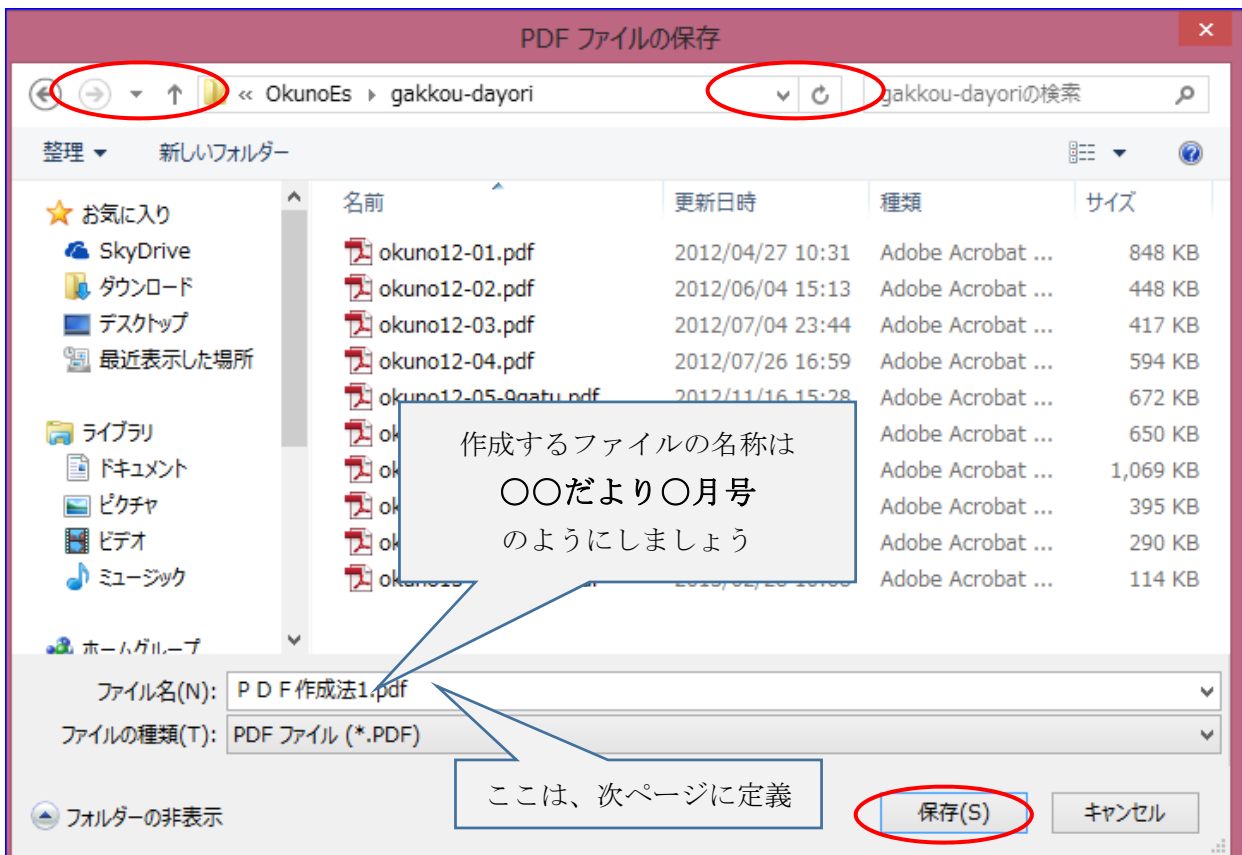 PDF ファイルの保存
« OkunoEs gakkou-dayori gakkou-dayoriの検索
整理 新しいフォルダー
名前 更新日時 種類 サイズ
お気に入り
SkyDrive
ダウンロード
デスクトップ
最近表示した場所
ライブラリ
ドキュメント
ピクチャ
ビデオ
ミュージック
ホームグループ
okuno12-01.pdf 2012/04/27 10:31 Adobe Acrobat ... 848 KB
okuno12-02.pdf 2012/06/04 15:13 Adobe Acrobat ... 448 KB
okuno12-03.pdf 2012/07/04 23:44 Adobe Acrobat ... 417 KB
okuno12-04.pdf 2012/07/26 16:59 Adobe Acrobat ... 594 KB
okuno12-05-9gatu.pdf 2012/11/16 15:28 Adobe Acrobat ... 672 KB
Adobe Acrobat ... 650 KB
Adobe Acrobat ... 1,069 KB
Adobe Acrobat ... 395 KB
Adobe Acrobat ... 290 KB
Adobe Acrobat ... 114 KB
作成するファイルの名称は
〇〇だより〇月号
のようにしましょう
ファイル名(N): ＰＤＦ作成法1.pdf
ファイルの種類(T): PDF ファイル (*.PDF)
ここは、次ページに定義
フォルダーの非表示 保存(S) キャンセル